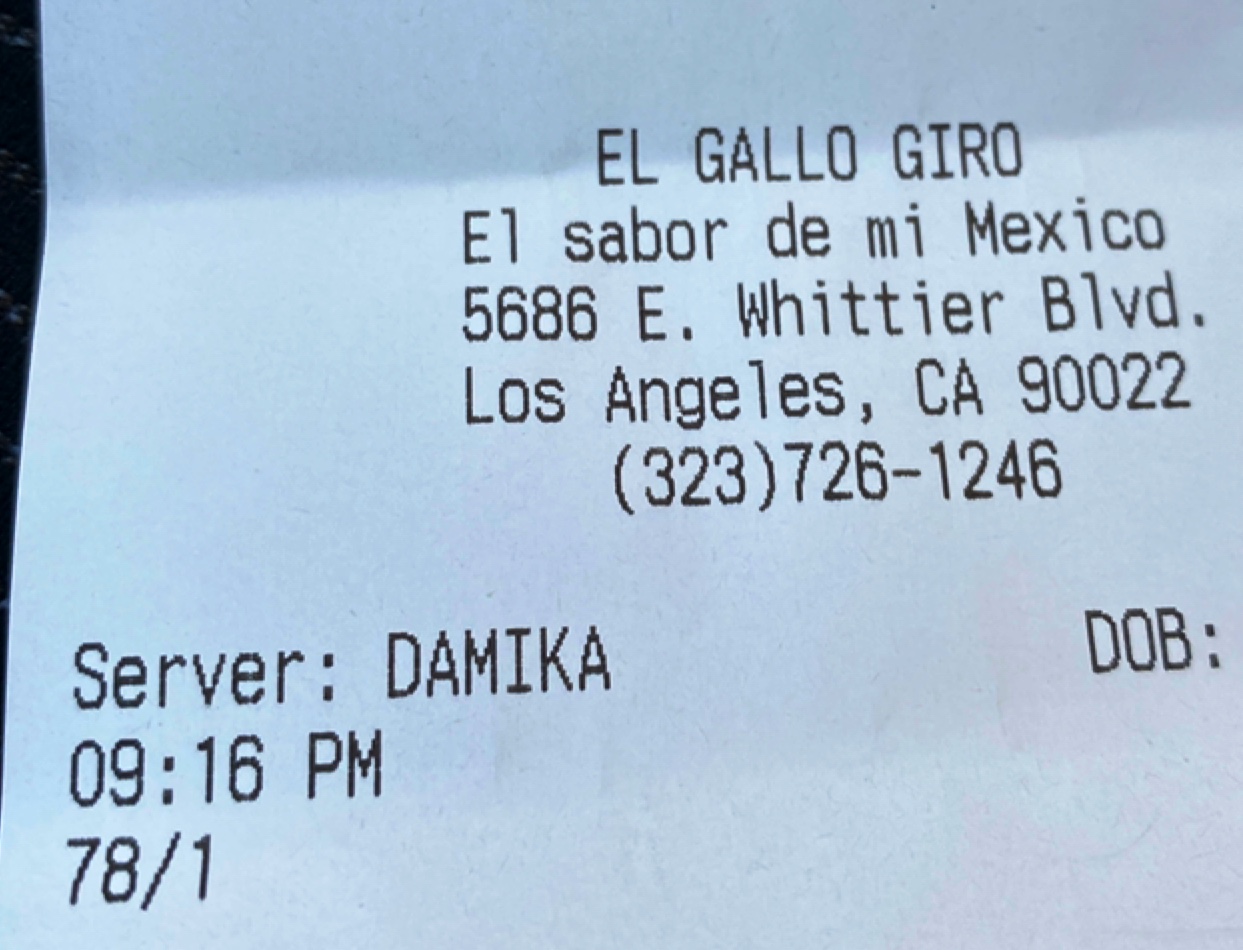 EL GALLO GIRO
El sabor de mi Mexico
5686 E. Whittier Blvd.
Los Angeles, CA 90022
(323)726-1246
Server: DAMIKA DOB:
09:16 PM
78/1